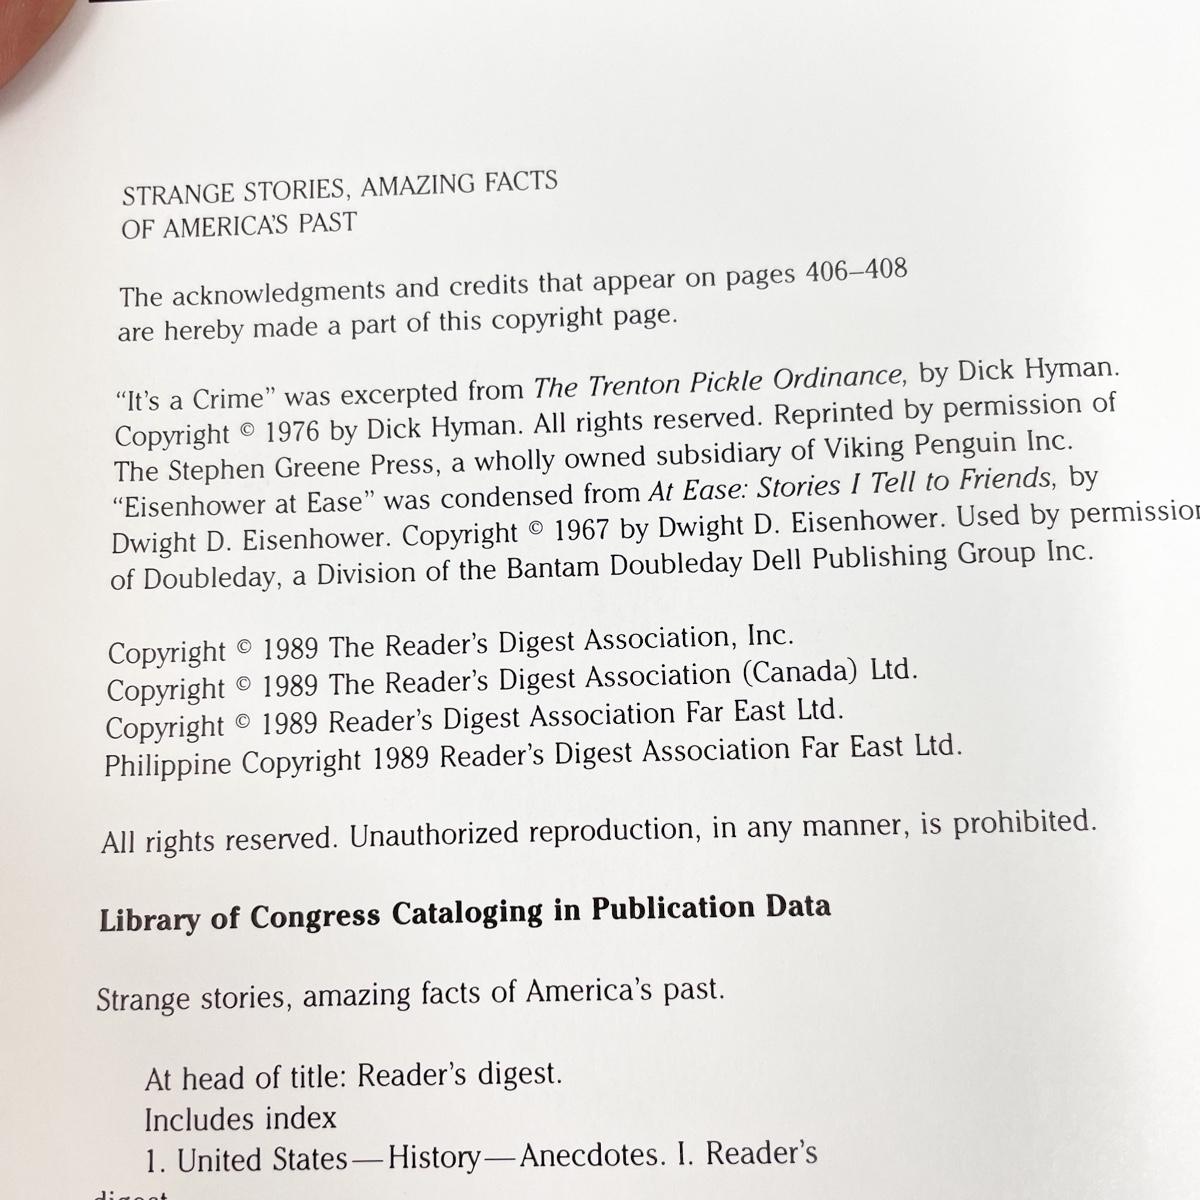 STRANGE STORIES, AMAZING FACTS
OF AMERICA'S PAST
The acknowledgments and credits that appear on pages 406–408
are hereby made a part of this copyright page.
“It's a Crime” was excerpted from The Trenton Pickle Ordinance, by Dick Hyman.
Copyright © 1976 by Dick Hyman. All rights reserved. Reprinted by permission of
The Stephen Greene Press, a wholly owned subsidiary of Viking Penguin Inc.
“Eisenhower at Ease” was condensed from At Ease: Stories I Tell to Friends, by
Dwight D. Eisenhower. Copyright © 1967 by Dwight D. Eisenhower. Used by permission
of Doubleday, a Division of the Bantam Doubleday Dell Publishing Group Inc.
Copyright © 1989 The Reader's Digest Association, Inc.
Copyright © 1989 The Reader's Digest Association (Canada) Ltd.
Copyright © 1989 Reader's Digest Association Far East Ltd.
Philippine Copyright 1989 Reader's Digest Association Far East Ltd.
All rights reserved. Unauthorized reproduction, in any manner, is prohibited.
Library of Congress Cataloging in Publication Data
Strange stories, amazing facts of America's past.
At head of title: Reader's digest.
Includes index
1. United States—History—Anecdotes. I. Reader's
digest